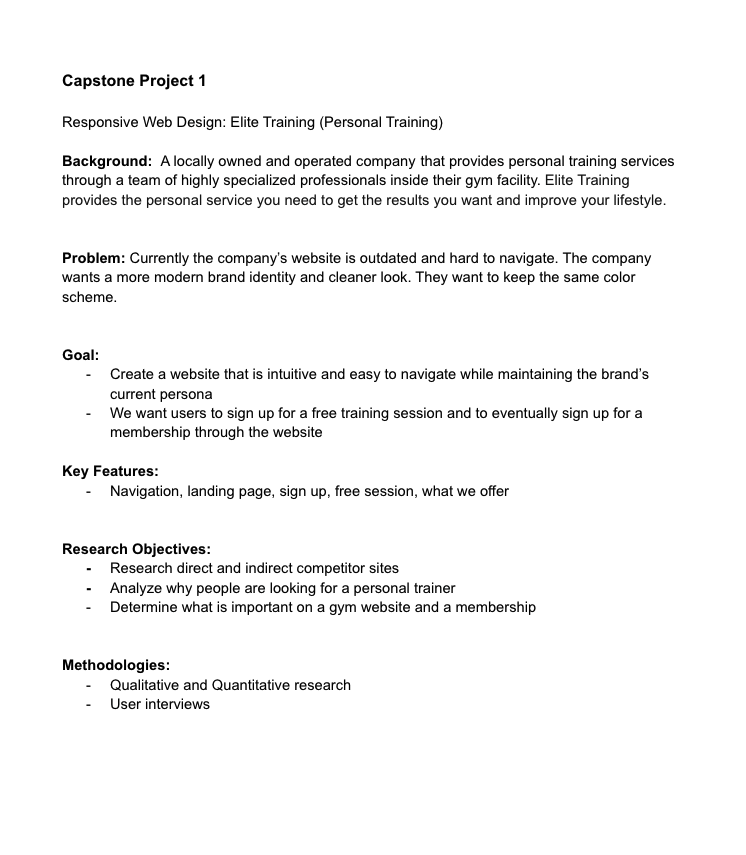 Capstone Project 1
Responsive Web Design: Elite Training (Personal Training)
Background:  A locally owned and operated company that provides personal training services
through a team of highly specialized professionals inside their gym facility. Elite Training
provides the personal service you need to get the results you want and improve your lifestyle.
Problem: Currently the company’s website is outdated and hard to navigate. The company
wants a more modern brand identity and cleaner look. They want to keep the same color
scheme.
Goal:
- Create a website that is intuitive and easy to navigate while maintaining the brand’s
current persona
- We want users to sign up for a free training session and to eventually sign up for a
membership through the website
Key Features:
- Navigation, landing page, sign up, free session, what we offer
Research Objectives:
- Research direct and indirect competitor sites
- Analyze why people are looking for a personal trainer
- Determine what is important on a gym website and a membership
Methodologies:
- Qualitative and Quantitative research
- User interviews